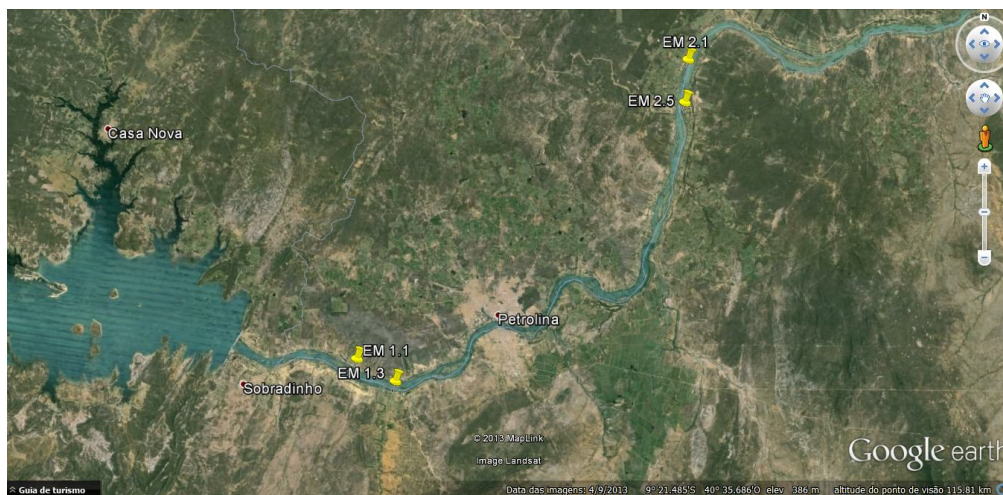 N
EM 2.1
EM 2.5
Casa Nova
Petrolina
EM 1.1
EM 1.3
Sobradinho
© 2013 MapLink
Image Landsat
Google earth
Guia de turismo
Data das imagens: 4/9/2013 9° 21.485'S 40° 35.686'O elev 386 m altitude do ponto de visão 115.81 km